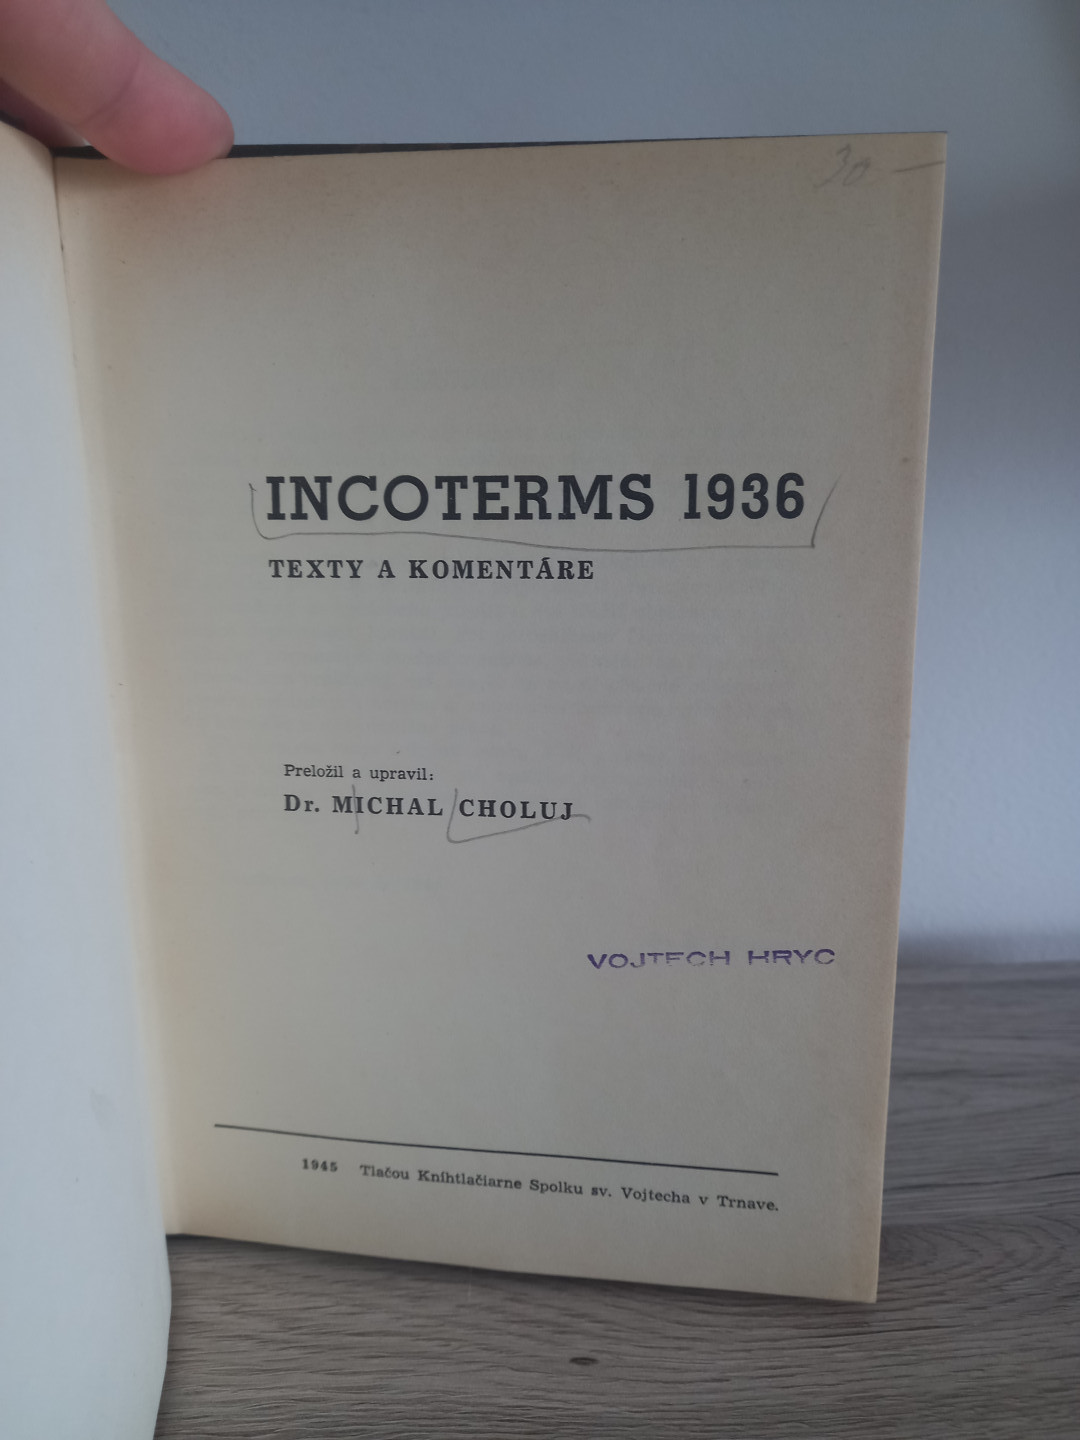 30 —
INCOTERMS 1936
TEXTY A KOMENTÁRE
Preložil a upravil:
Dr. MICHAL CHOLUJ
VOJTECH HRYC
1945 Tlačou Kníhtlačiarne Spolku sv. Vojtecha v Trnave.